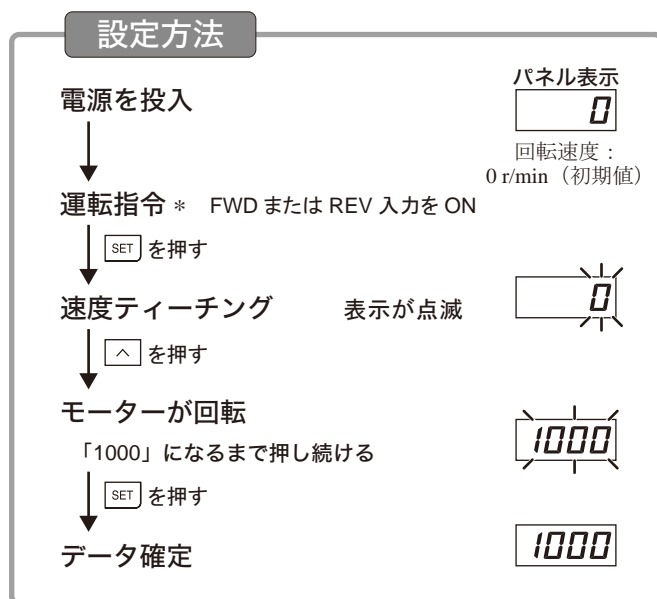 設定方法
パネル表示
電源を投入
0
回転速度：
0 r/min（初期値）
運転指令* FWD または REV 入力を ON
SET を押す
速度ティーチング 表示が点滅
0
を押す
モーターが回転
「1000」になるまで押し続ける
1000
SET を押す
データ確定
1000